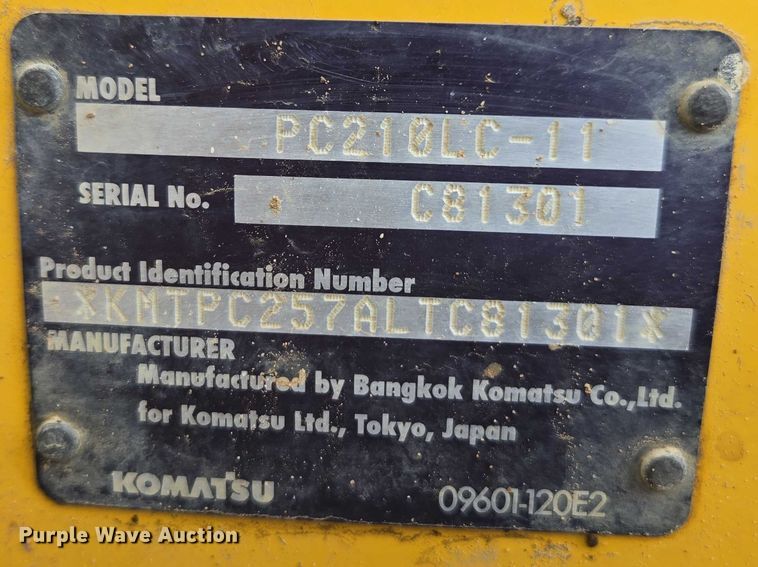 MODEL
PC210LC-11
SERIAL No.
C81301
Product Identification Number
*KMTPC257ALTC81301*
MANUFACTURER
Manufactured by Bangkok Komatsu Co.,Ltd.
for Komatsu Ltd., Tokyo, Japan
KOMATSU
09601-120E2
Purple Wave Auction